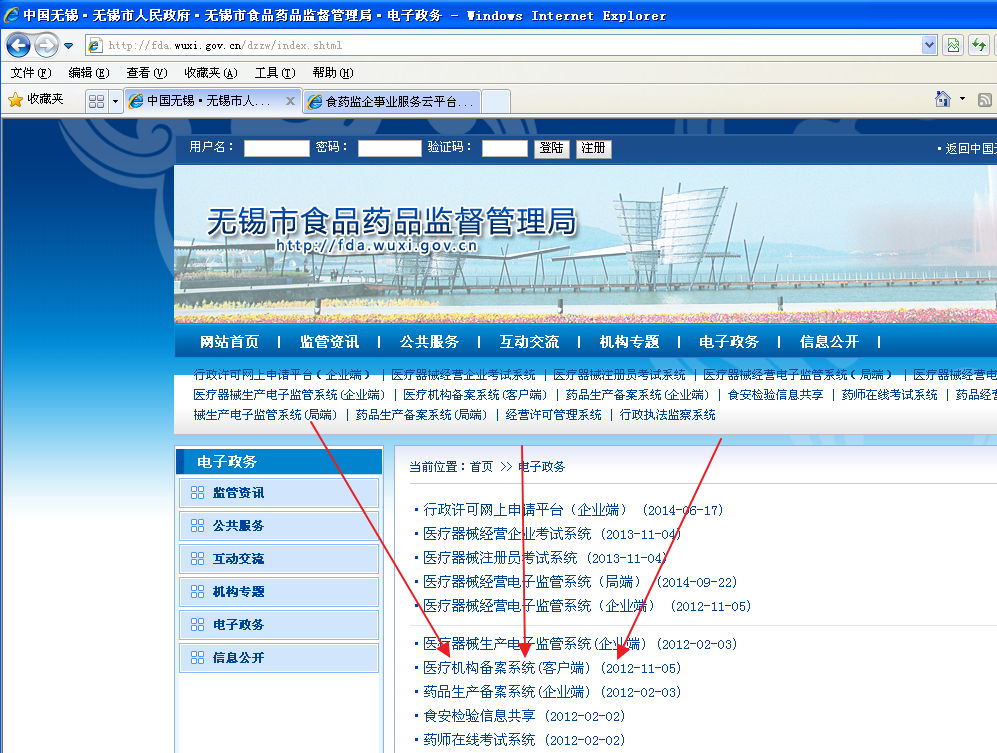 中国无锡·无锡市人民政府·无锡市食品药品监督管理局·电子政务 - Windows Internet Explorer
http://fda.wuxi.gov.cn/dzzw/index.shtml
文件(F) 编辑(E) 查看(V) 收藏夹(A) 工具(T) 帮助(H)
收藏夹 中国无锡·无锡市人... 食药监企事业服务云平台...
用户名： 密码： 验证码： 登陆 注册 ·返回中国
无锡市食品药品监督管理局
http://fda.wuxi.gov.cn
网站首页 | 监管资讯 | 公共服务 | 互动交流 | 机构专题 | 电子政务 | 信息公开 |
行政许可网上申请平台（企业端） | 医疗器械经营企业考试系统 | 医疗器械注册员考试系统 | 医疗器械经营电子监管系统（局端） | 医疗器械经营电
医疗器械生产电子监管系统(企业端) | 医疗机构备案系统(客户端) | 药品生产备案系统(企业端) | 食安检验信息共享 | 药师在线考试系统 | 药品经营
械生产电子监管系统(局端) | 药品生产备案系统(局端) | 经营许可管理系统 | 行政执法监察系统
电子政务
监管资讯
公共服务
互动交流
机构专题
电子政务
信息公开
当前位置：首页 >> 电子政务
·行政许可网上申请平台（企业端） (2014-06-17)
·医疗器械经营企业考试系统 (2013-11-04)
·医疗器械注册员考试系统 (2013-11-04)
·医疗器械经营电子监管系统（局端） (2014-09-22)
·医疗器械经营电子监管系统（企业端） (2012-11-05)
·医疗器械生产电子监管系统(企业端) (2012-02-03)
·医疗机构备案系统(客户端) (2012-11-05)
·药品生产备案系统(企业端) (2012-02-03)
·食安检验信息共享 (2012-02-02)
·药师在线考试系统 (2012-02-02)